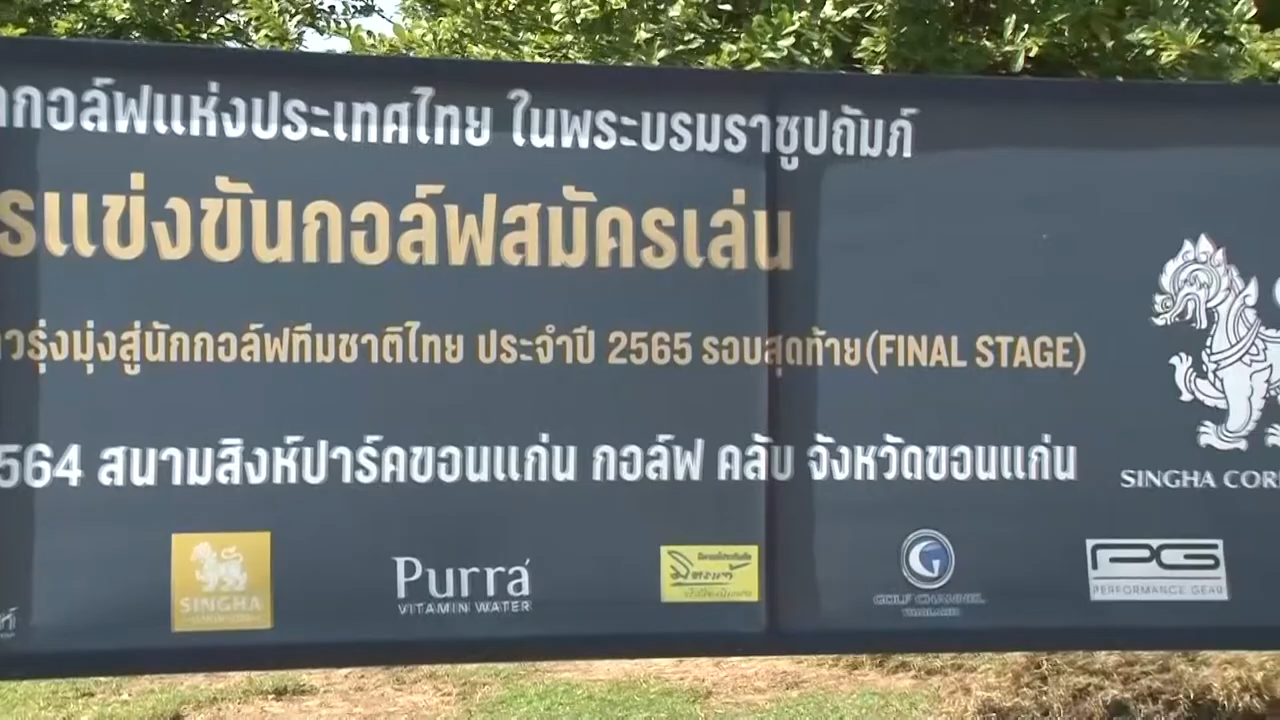 กอล์ฟแห่งประเทศไทย ในพระบรมราชูปถัมภ์
รแข่งขันกอล์ฟสมัครเล่น
วรุ่งมุ่งสู่นักกอล์ฟทีมชาติไทย ประจำปี 2565 รอบสุดท้าย(FINAL STAGE)
564 สนามสิงห์ปาร์คขอนแก่น กอล์ฟ คลับ จังหวัดขอนแก่น
SINGHA COR
SINGHA
Purra
VITAMIN WATER
GOLF CHANNEL
THAILAND
PG
PERFORMANCE GEAR